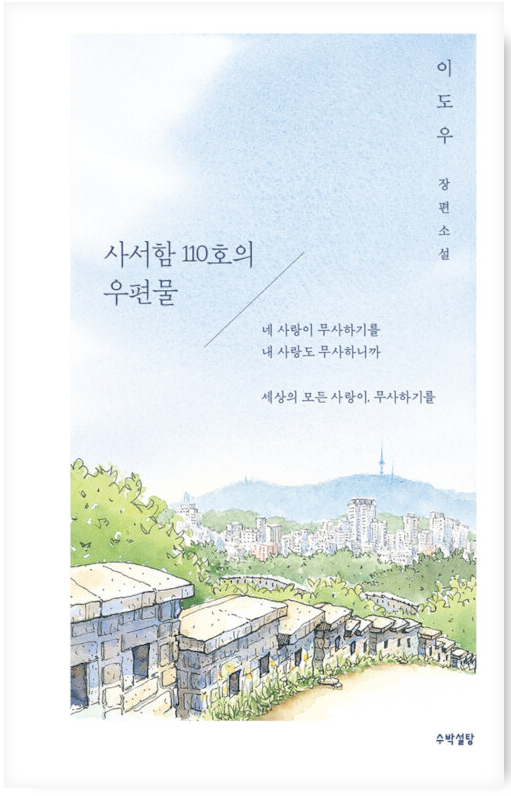 이도우
장편소설
사서함 110호의
우편물
네 사랑이 무사하기를
내 사랑도 무사하니까
세상의 모든 사랑이, 무사하기를
수박설탕